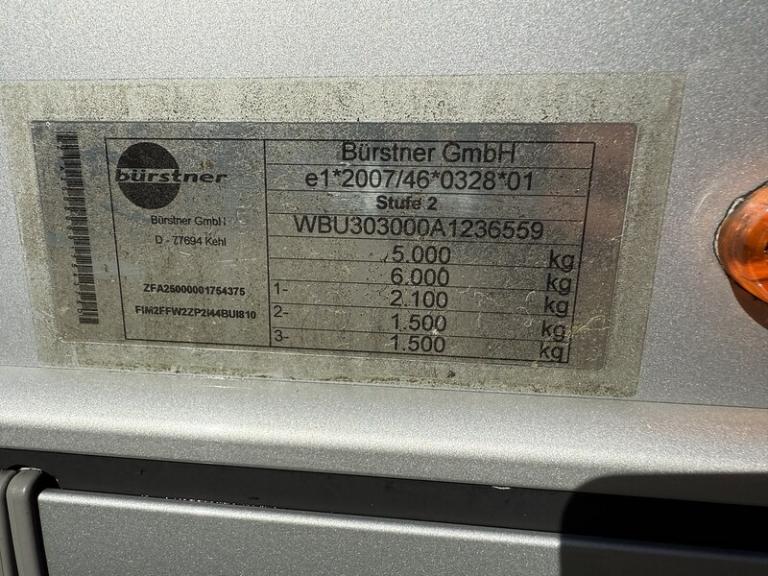 bürstner
Bürstner GmbH
D - 77694 Kehl
ZFA25000001754375
FIM2FFW2ZP2I44BUI810
Bürstner GmbH
e1*2007/46*0328*01
Stufe 2
WBU303000A1236559
5.000 kg
6.000 kg
1- 2.100 kg
2- 1.500 kg
3- 1.500 kg